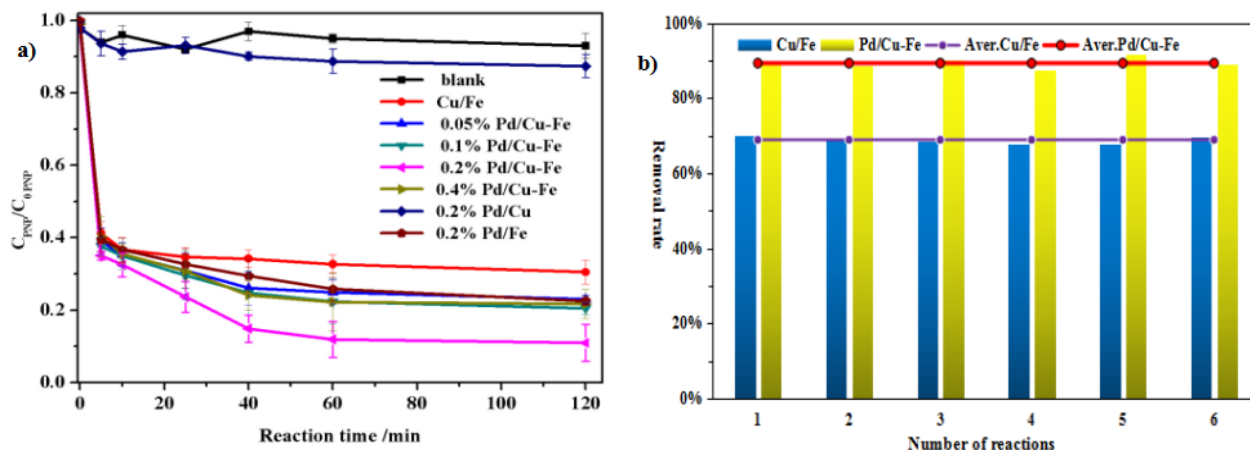 a)
C_PNP/C_0 PNP
1.0
0.8
0.6
0.4
0.2
0.0
blank
Cu/Fe
0.05% Pd/Cu-Fe
0.1% Pd/Cu-Fe
0.2% Pd/Cu-Fe
0.4% Pd/Cu-Fe
0.2% Pd/Cu
0.2% Pd/Fe
0 20 40 60 80 100 120
Reaction time /min
b)
Removal rate
100%
80%
60%
40%
20%
0%
Cu/Fe Pd/Cu-Fe Aver.Cu/Fe Aver.Pd/Cu-Fe
1 2 3 4 5 6
Number of reactions